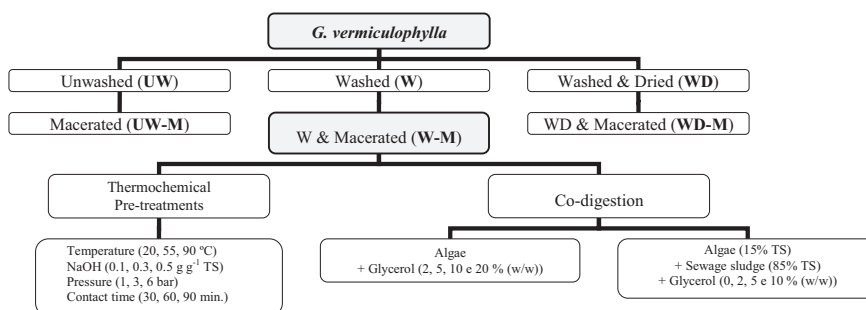 G. vermiculophylla
Unwashed (UW)
Washed (W)
Washed & Dried (WD)
Macerated (UW-M)
W & Macerated (W-M)
WD & Macerated (WD-M)
Thermochemical
Pre-treatments
Co-digestion
Temperature (20, 55, 90 ºC)
NaOH (0.1, 0.3, 0.5 g g⁻¹ TS)
Pressure (1, 3, 6 bar)
Contact time (30, 60, 90 min.)
Algae
+ Glycerol (2, 5, 10 e 20 % (w/w))
Algae (15% TS)
+ Sewage sludge (85% TS)
+ Glycerol (0, 2, 5 e 10 % (w/w))